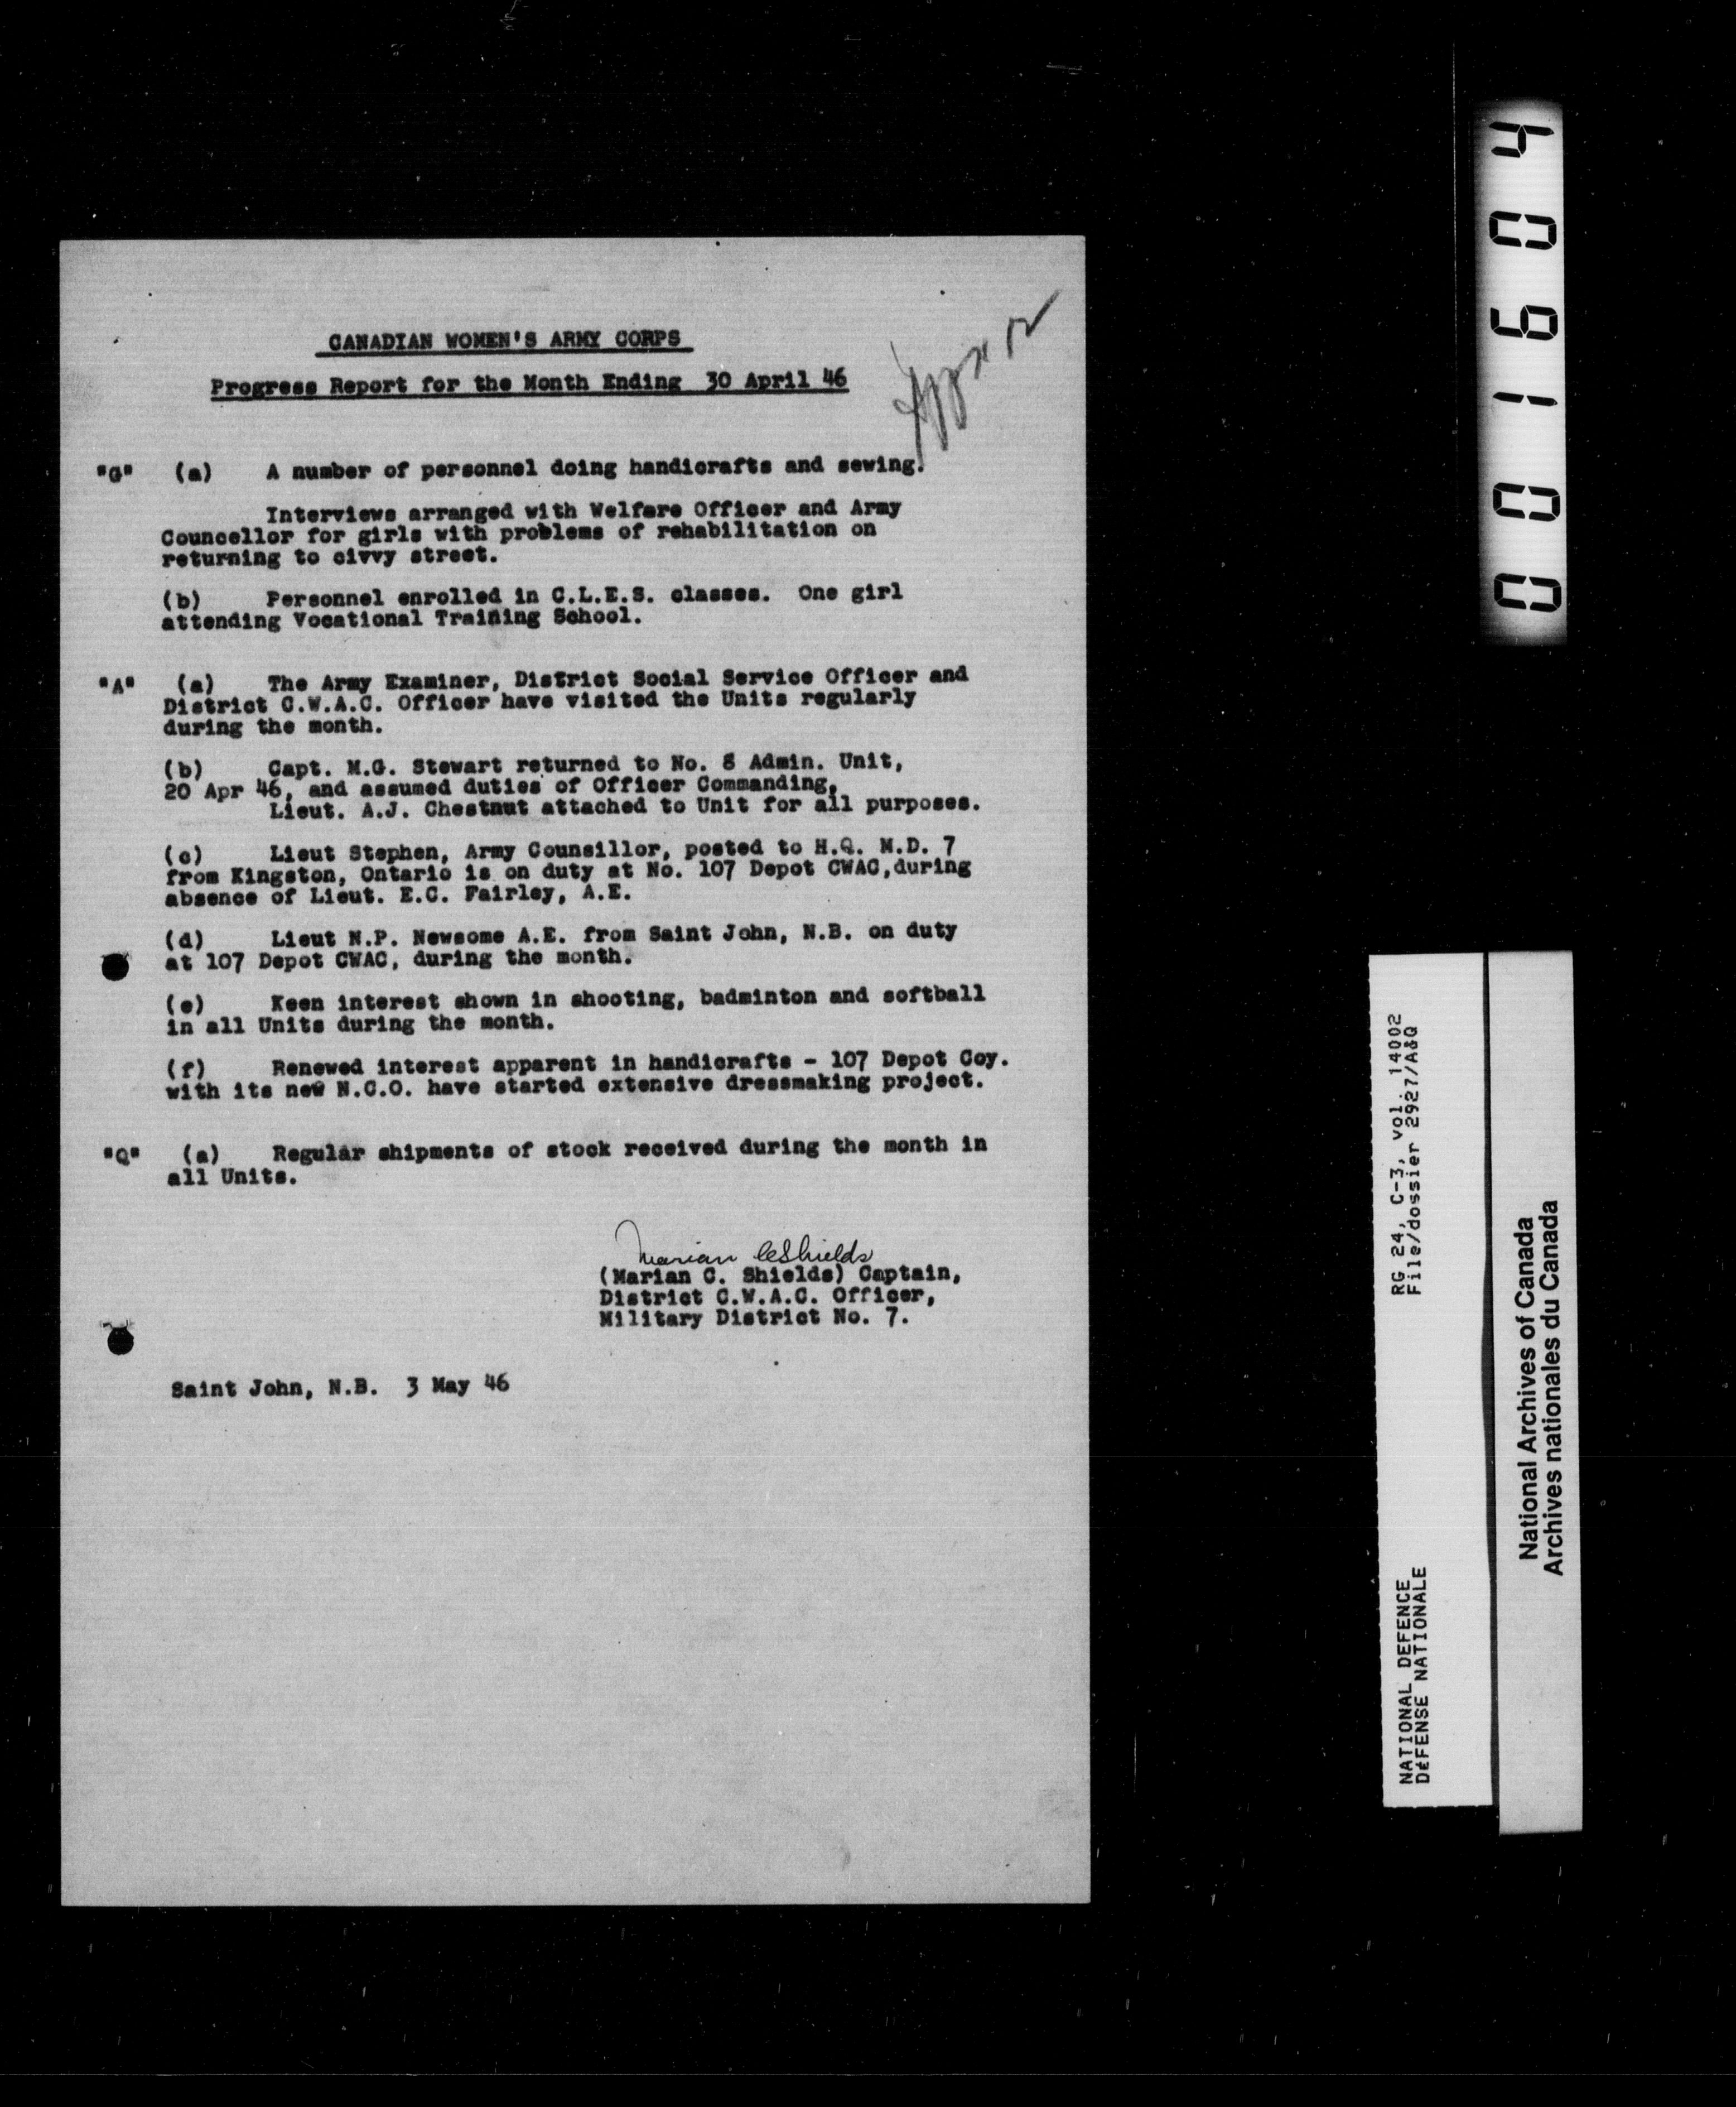 CANADIAN WOMEN'S ARMY CORPS
Progress Report for the Month Ending 30 April 46
"G" (a) A number of personnel doing handicrafts and sewing.
Interviews arranged with Welfare Officer and Army
Councellor for girls with problems of rehabilitation on
returning to civvy street.
(b) Personnel enrolled in C.L.E.S. classes. One girl
attending Vocational Training School.
"A" (a) The Army Examiner, District Social Service Officer and
District C.W.A.C. Officer have visited the Units regularly
during the month.
(b) Capt. M.G. Stewart returned to No. 8 Admin. Unit,
20 Apr 46, and assumed duties of Officer Commanding.
Lieut. A.J. Chestnut attached to Unit for all purposes.
(c) Lieut Stephen, Army Counsillor, posted to H.Q. M.D. 7
from Kingston, Ontario is on duty at No. 107 Depot CWAC,during
absence of Lieut. E.C. Fairley, A.E.
(d) Lieut N.P. Newsome A.E. from Saint John, N.B. on duty
at 107 Depot CWAC, during the month.
(e) Keen interest shown in shooting, badminton and softball
in all Units during the month.
(f) Renewed interest apparent in handicrafts - 107 Depot Coy.
with its new N.C.O. have started extensive dressmaking project.
"Q" (a) Regular shipments of stock received during the month in
all Units.
Marian C Shields
(Marian C. Shields) Captain,
District C.W.A.C. Officer,
Military District No. 7.
Saint John, N.B. 3 May 46
001604
RG 24, C-3, vol. 14002
File/dossier 2927/A&Q
NATIONAL DEFENCE
DéFENSE NATIONALE
National Archives of Canada
Archives nationales du Canada